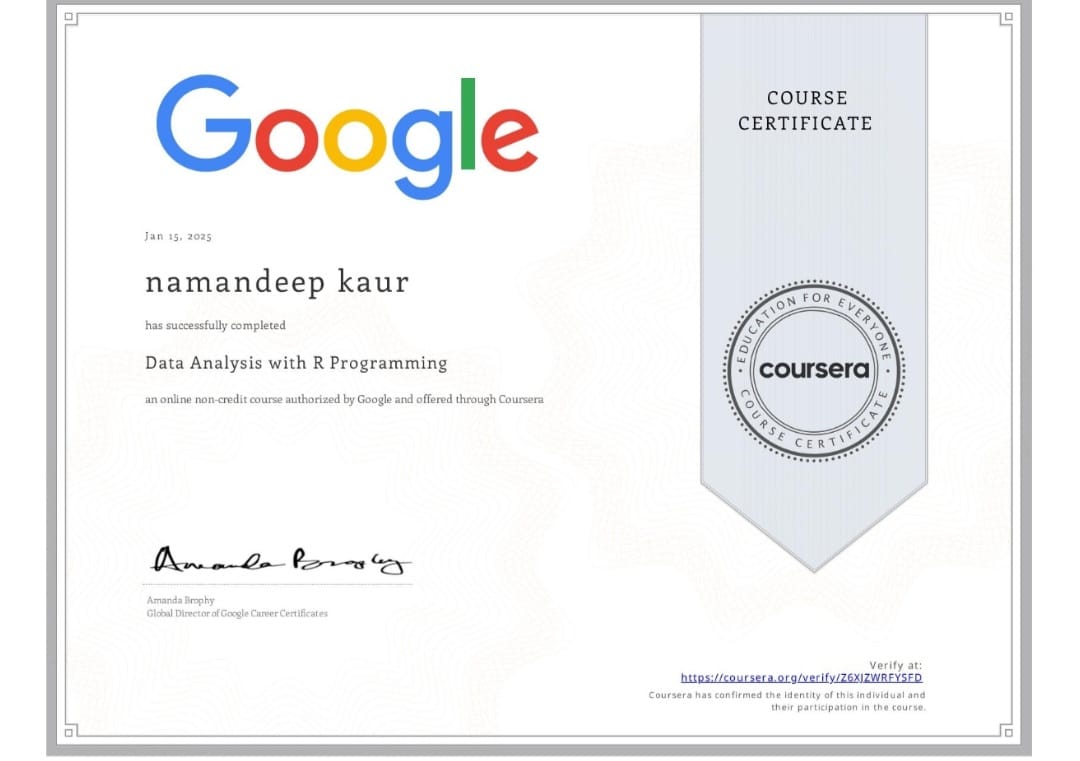 Google
COURSE
CERTIFICATE
Jan 15, 2025
namandeep kaur
has successfully completed
Data Analysis with R Programming
an online non-credit course authorized by Google and offered through Coursera
EDUCATION FOR EVERYONE
coursera
COURSE CERTIFICATE
Amanda Brophy
Amanda Brophy
Global Director of Google Career Certificates
Verify at:
https://coursera.org/verify/Z6XJZWRFYSFD
Coursera has confirmed the identity of this individual and
their participation in the course.